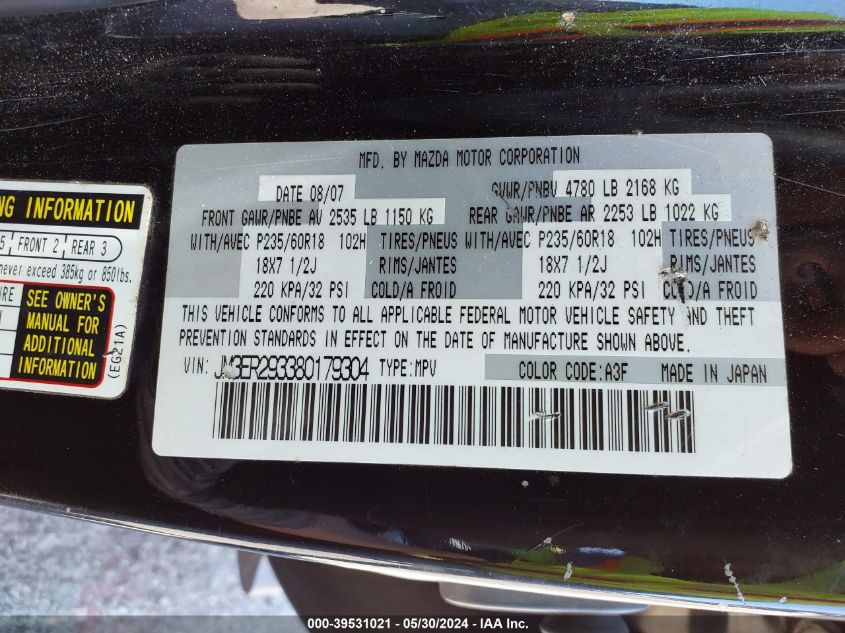 MFD. BY MAZDA MOTOR CORPORATION
DATE 08/07 GVWR/PNBV 4780 LB 2168 KG
FRONT GAWR/PNBE AV 2535 LB 1150 KG REAR GAWR/PNBE AR 2253 LB 1022 KG
WITH/AVEC P235/60R18 102H TIRES/PNEUS WITH/AVEC P235/60R18 102H TIRES/PNEUS
18X7 1/2J RIMS/JANTES 18X7 1/2J RIMS/JANTES
220 KPA/32 PSI COLD/A FROID 220 KPA/32 PSI COLD/A FROID
THIS VEHICLE CONFORMS TO ALL APPLICABLE FEDERAL MOTOR VEHICLE SAFETY AND THEFT
PREVENTION STANDARDS IN EFFECT ON THE DATE OF MANUFACTURE SHOWN ABOVE.
VIN: JM3ER293380179304 TYPE:MPV COLOR CODE:A3F MADE IN JAPAN
NG INFORMATION
5 FRONT 2 REAR 3
never exceed 385kg or 850lbs.
URE SEE OWNER'S
MANUAL FOR
ADDITIONAL
INFORMATION
(EG21A)
000-39531021 - 05/30/2024 - IAA Inc.